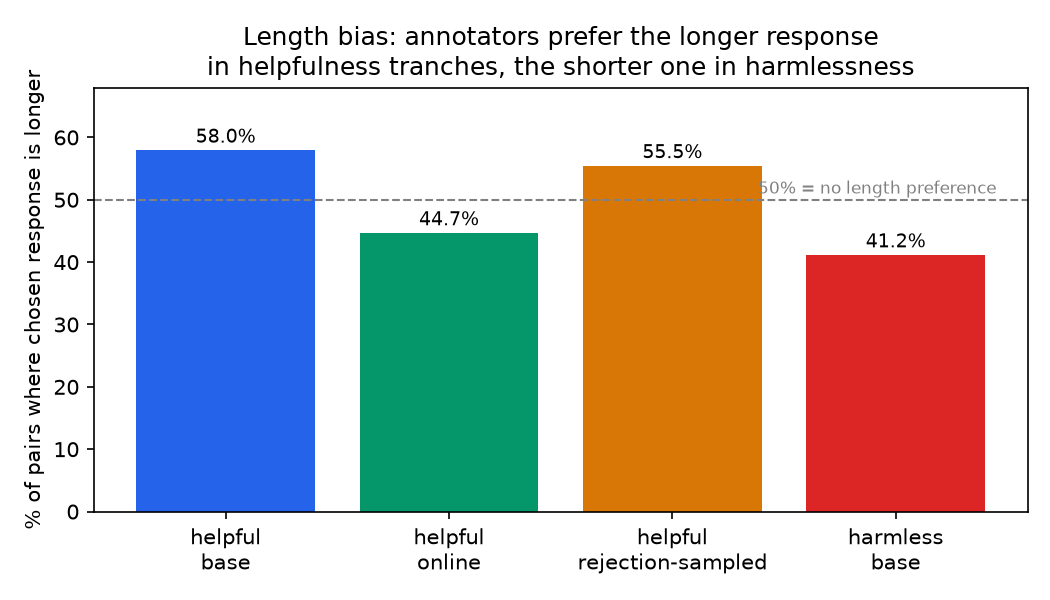 Length bias: annotators prefer the longer response
in helpfulness tranches, the shorter one in harmlessness
% of pairs where chosen response is longer
60
50
40
30
20
10
0
58.0%
44.7%
55.5%
41.2%
50% = no length preference
helpful
base
helpful
online
helpful
rejection-sampled
harmless
base